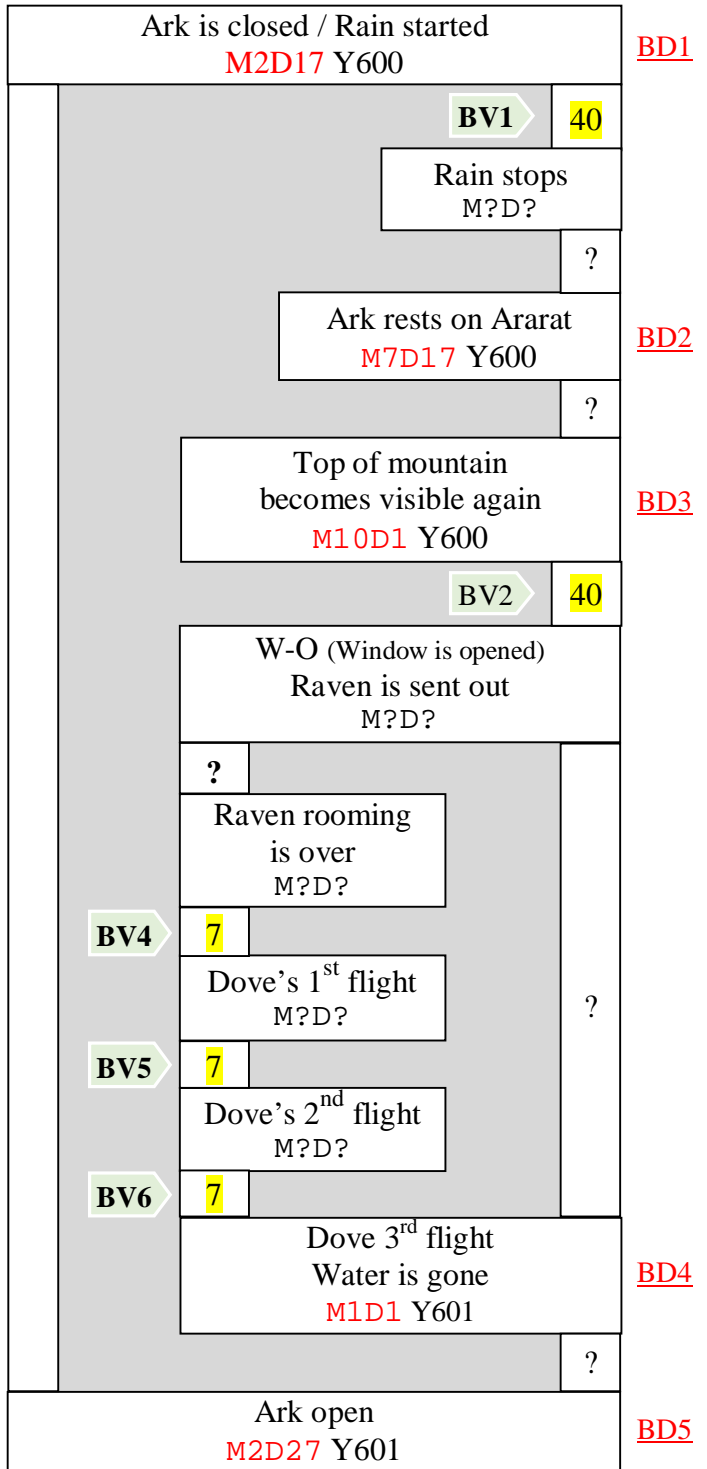 Ark is closed / Rain started
M2D17 Y600
BD1
BV1
40
Rain stops
M?D?
?
Ark rests on Ararat
M7D17 Y600
BD2
?
Top of mountain
becomes visible again
M10D1 Y600
BD3
BV2
40
W-O (Window is opened)
Raven is sent out
M?D?
?
Raven rooming
is over
M?D?
BV4
7
Dove’s 1st flight
M?D?
?
BV5
7
Dove’s 2nd flight
M?D?
BV6
7
Dove 3rd flight
Water is gone
M1D1 Y601
BD4
?
Ark open
M2D27 Y601
BD5